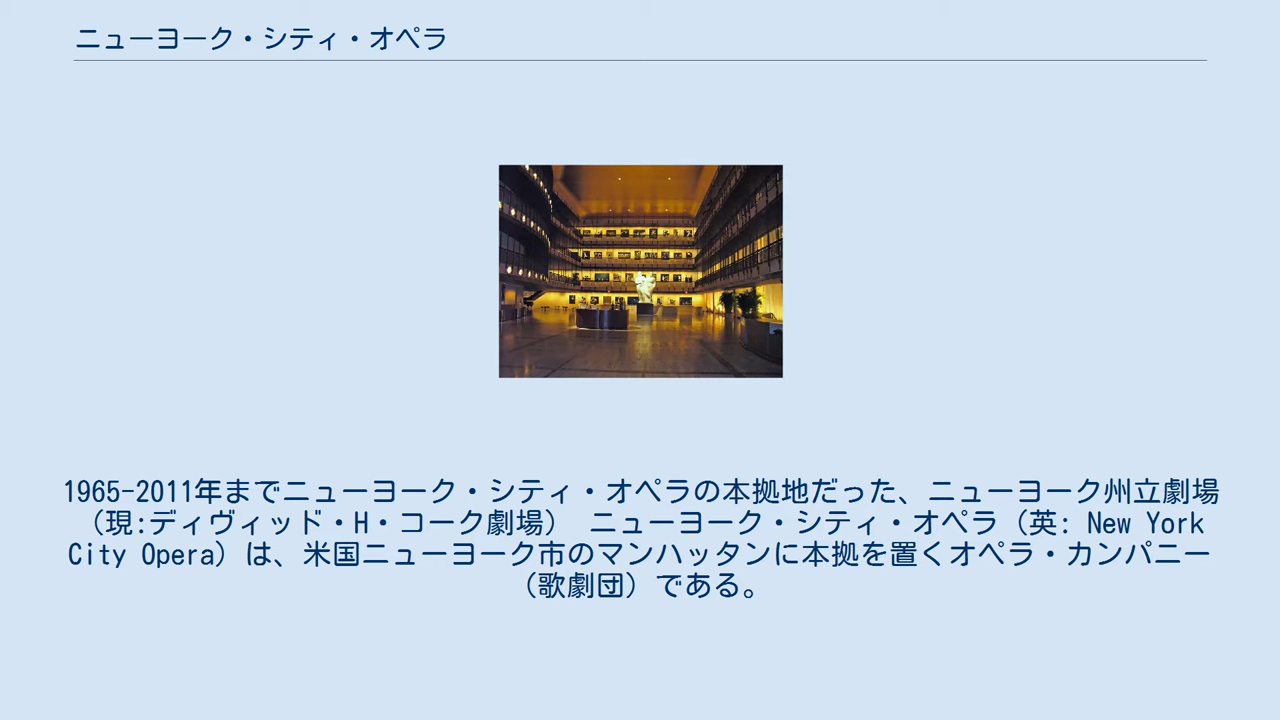 ニューヨーク・シティ・オペラ
1965-2011年までニューヨーク・シティ・オペラの本拠地だった、ニューヨーク州立劇場
（現:ディヴィッド・H・コーク劇場） ニューヨーク・シティ・オペラ（英: New York
City Opera）は、米国ニューヨーク市のマンハッタンに本拠を置くオペラ・カンパニー
（歌劇団）である。